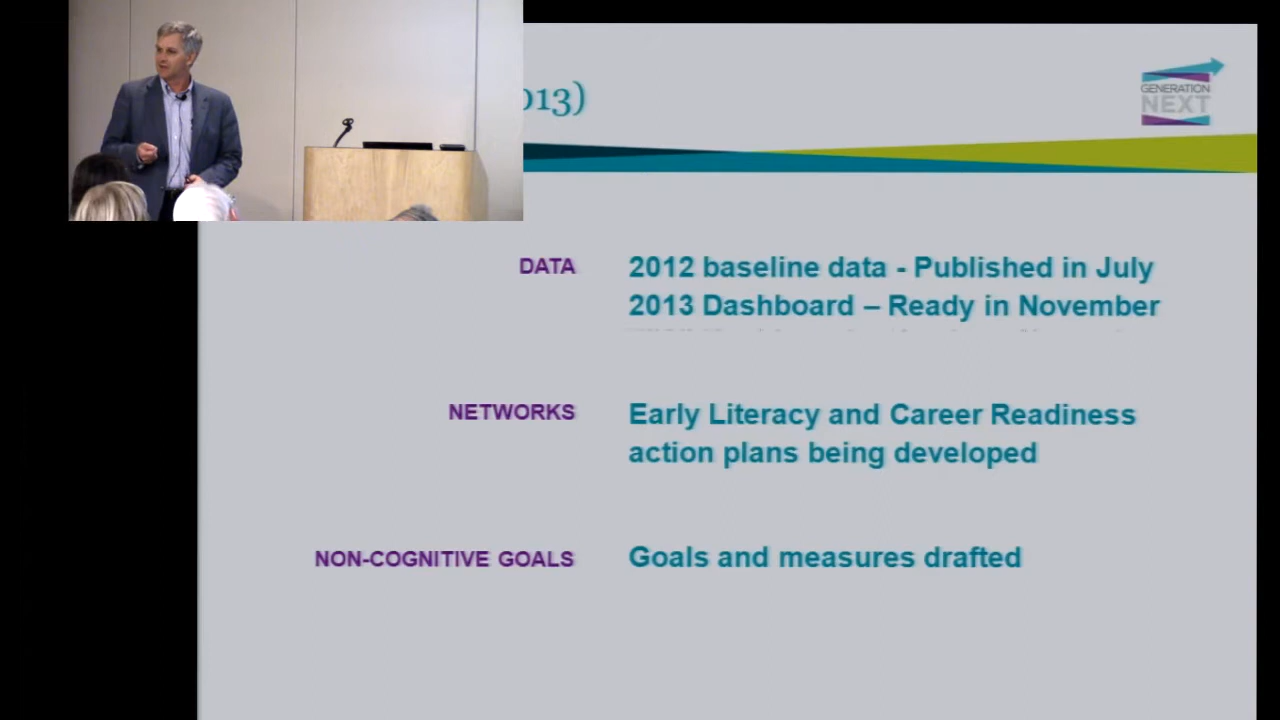 013)
GENERATION
NEXT
DATA
2012 baseline data - Published in July
2013 Dashboard – Ready in November
NETWORKS
Early Literacy and Career Readiness
action plans being developed
NON-COGNITIVE GOALS
Goals and measures drafted